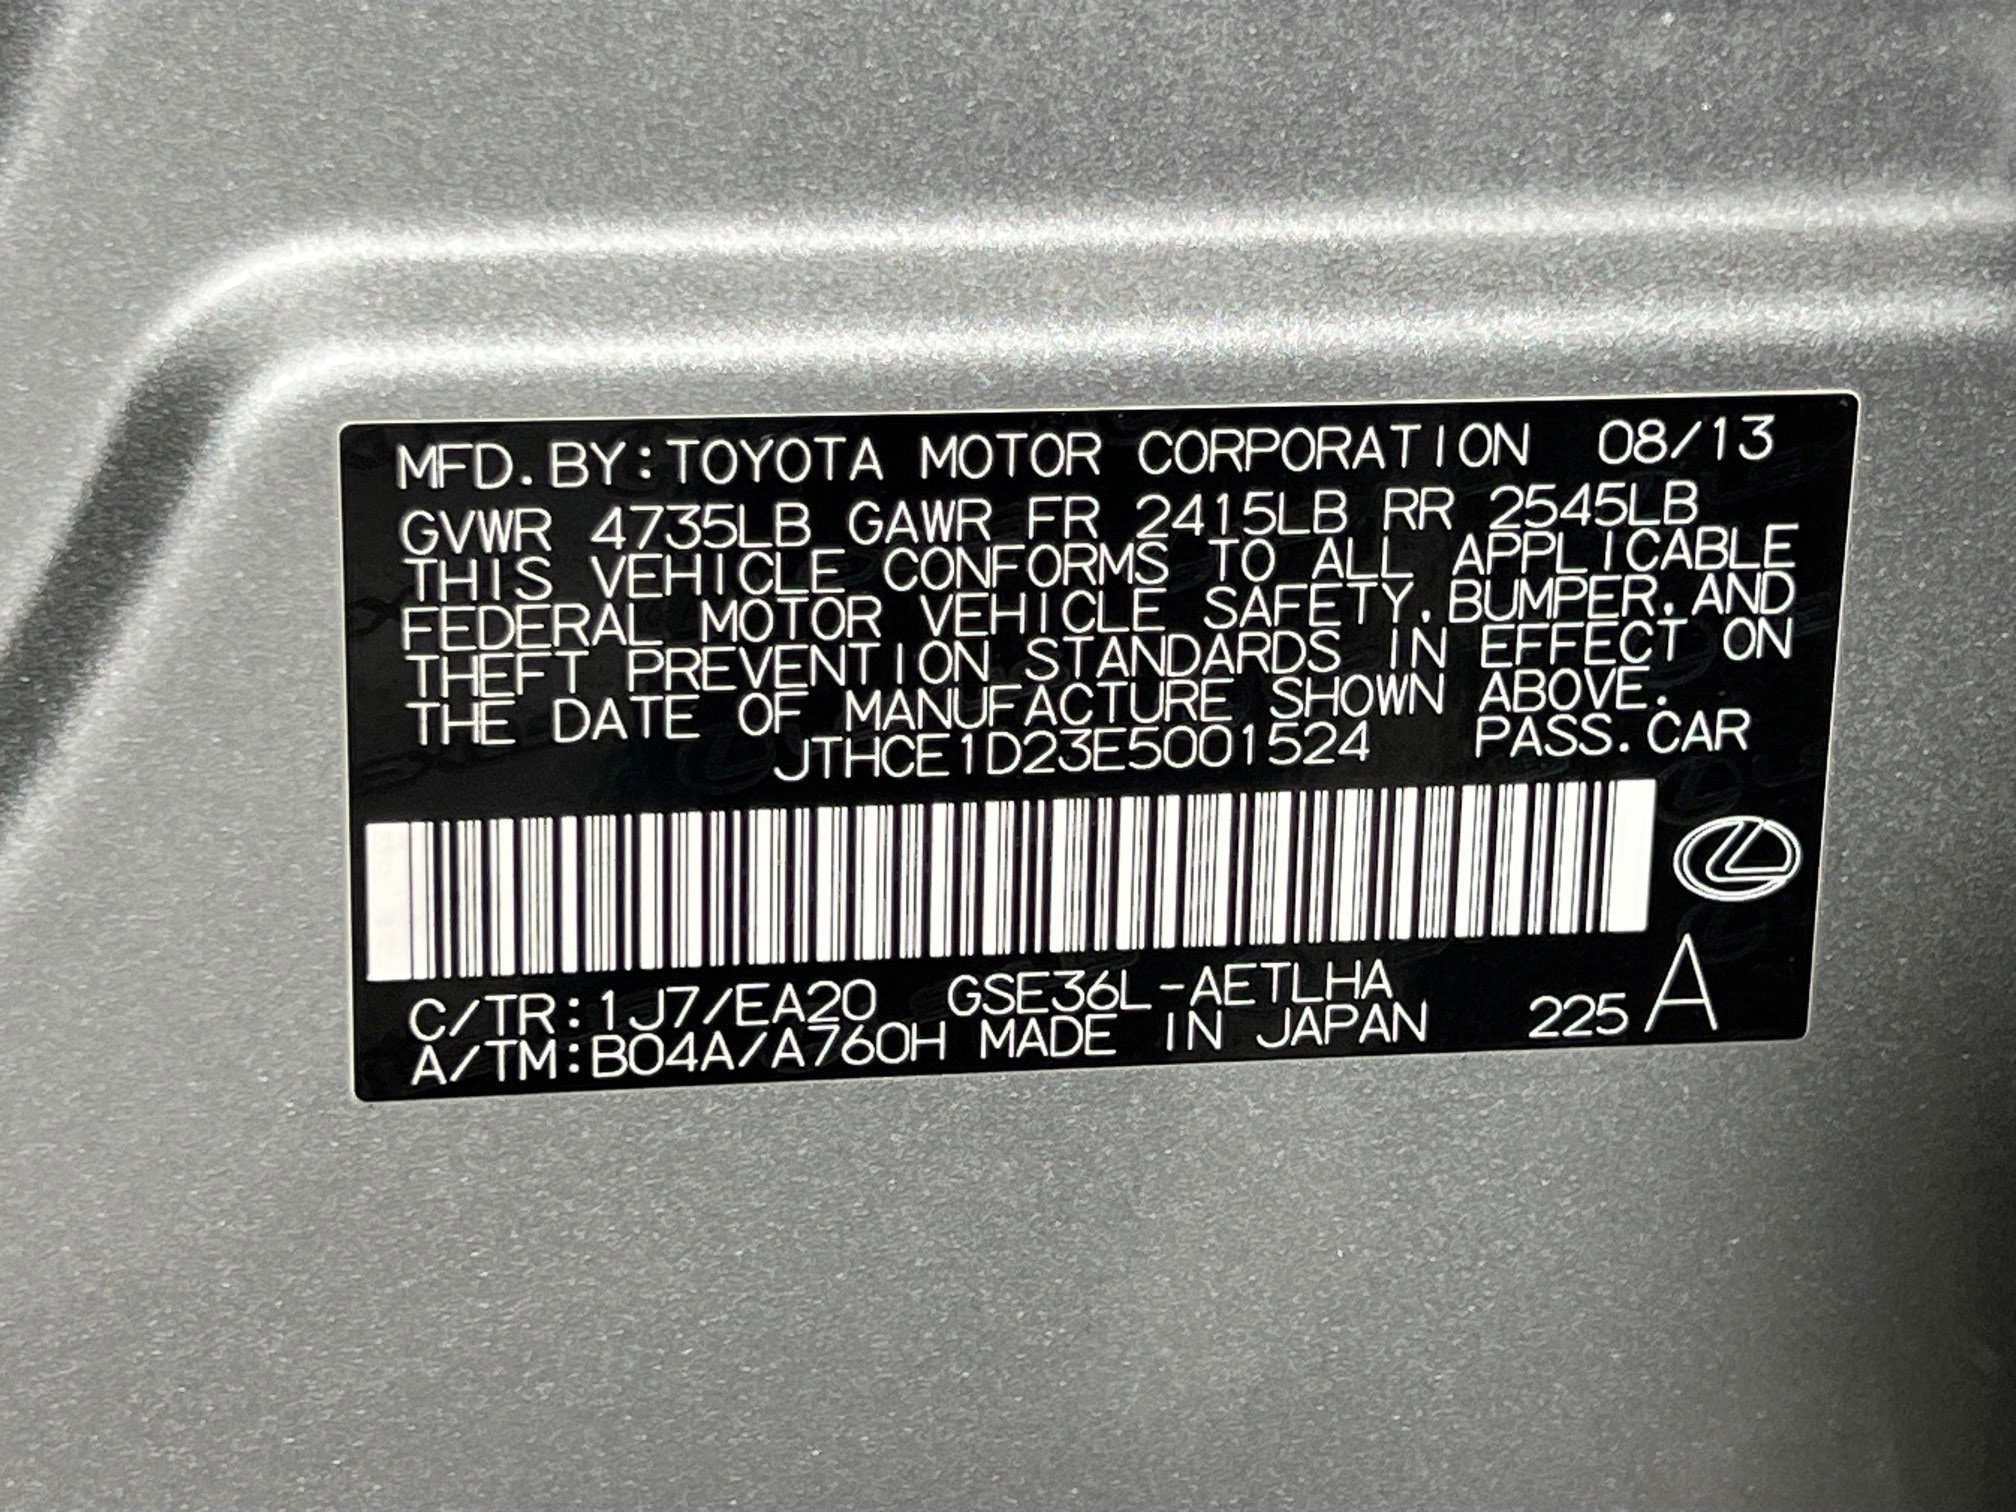 MFD. BY: TOYOTA MOTOR CORPORATION 08/13
GVWR 4735LB GAWR FR 2415LB RR 2545LB
THIS VEHICLE CONFORMS TO ALL APPLICABLE
FEDERAL MOTOR VEHICLE SAFETY. BUMPER. AND
THEFT PREVENTION STANDARDS IN EFFECT ON
THE DATE OF MANUFACTURE SHOWN ABOVE.
JTHCE1D23E5001524 PASS. CAR
C/TR: 1J7/EA20 GSE36L-AETLHA
A/TM: B04A/A760H MADE IN JAPAN 225 A